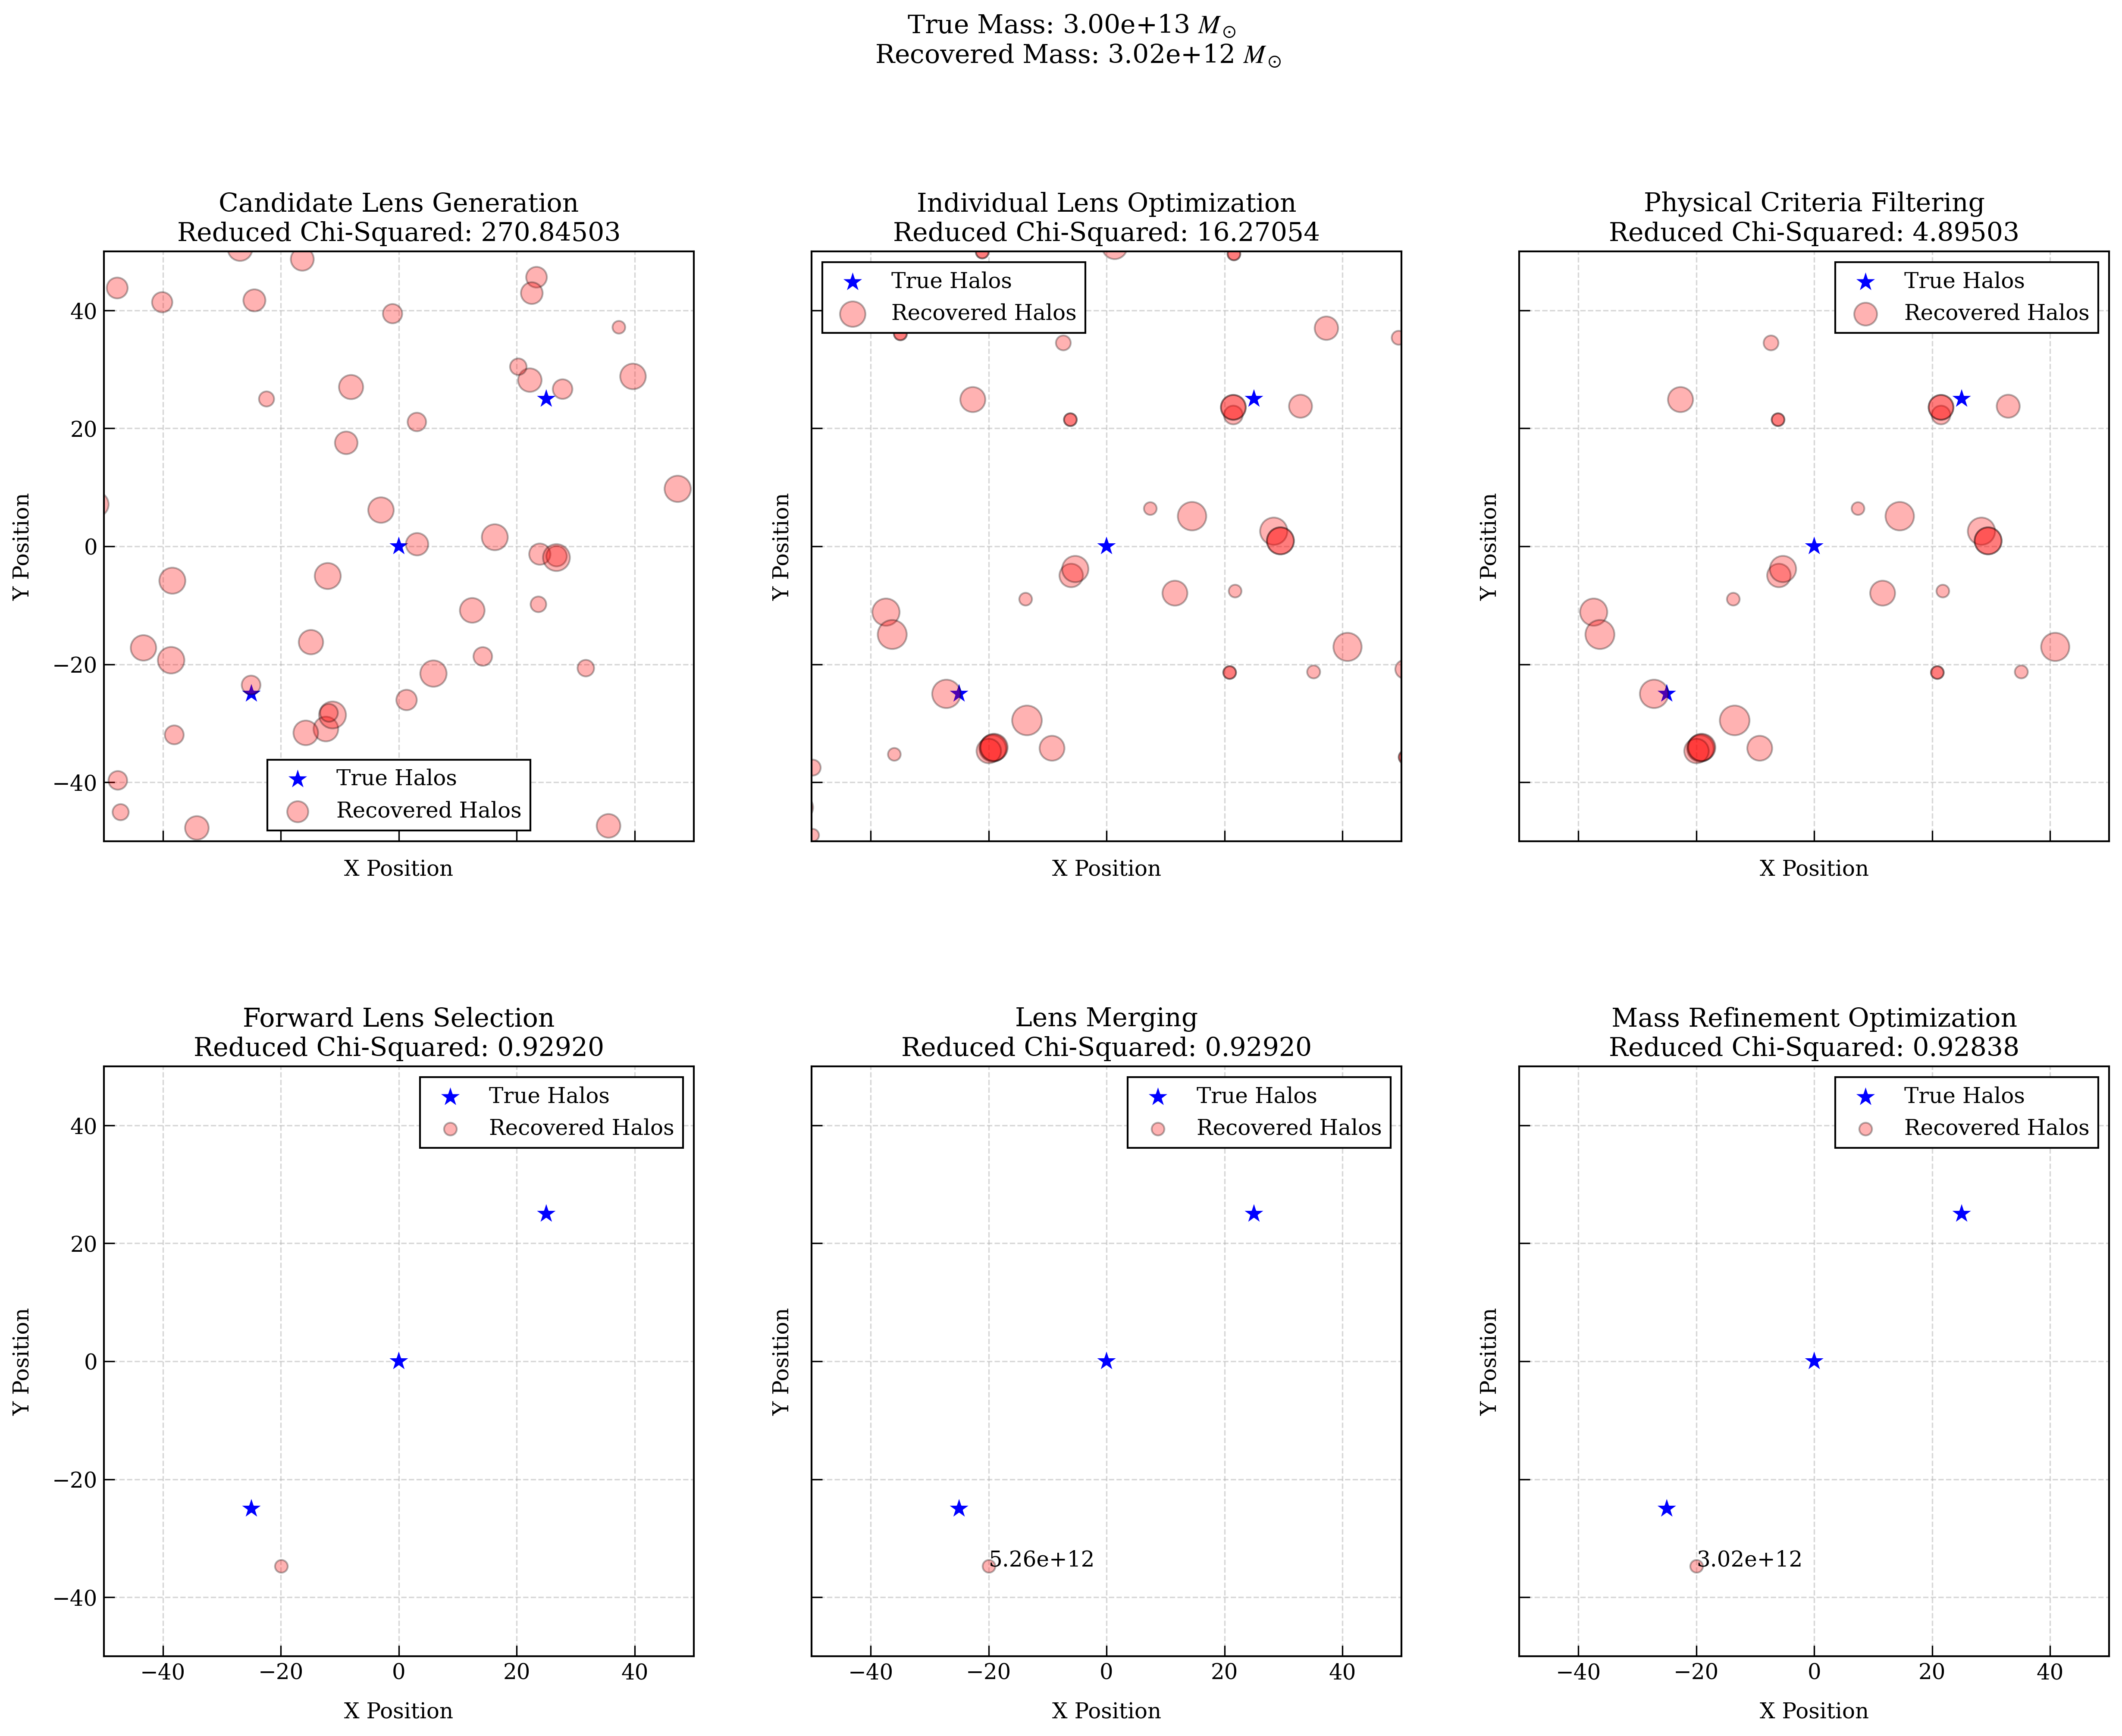 True Mass: 3.00e+13 M⊙
Recovered Mass: 3.02e+12 M⊙
Candidate Lens Generation
Reduced Chi-Squared: 270.84503
Y Position
40
20
0
−20
−40
True Halos
Recovered Halos
X Position
Individual Lens Optimization
Reduced Chi-Squared: 16.27054
True Halos
Recovered Halos
Y Position
X Position
Physical Criteria Filtering
Reduced Chi-Squared: 4.89503
True Halos
Recovered Halos
Y Position
X Position
Forward Lens Selection
Reduced Chi-Squared: 0.92920
True Halos
Recovered Halos
Y Position
40
20
0
−20
−40
−40 −20 0 20 40
X Position
Lens Merging
Reduced Chi-Squared: 0.92920
True Halos
Recovered Halos
Y Position
5.26e+12
−40 −20 0 20 40
X Position
Mass Refinement Optimization
Reduced Chi-Squared: 0.92838
True Halos
Recovered Halos
Y Position
3.02e+12
−40 −20 0 20 40
X Position